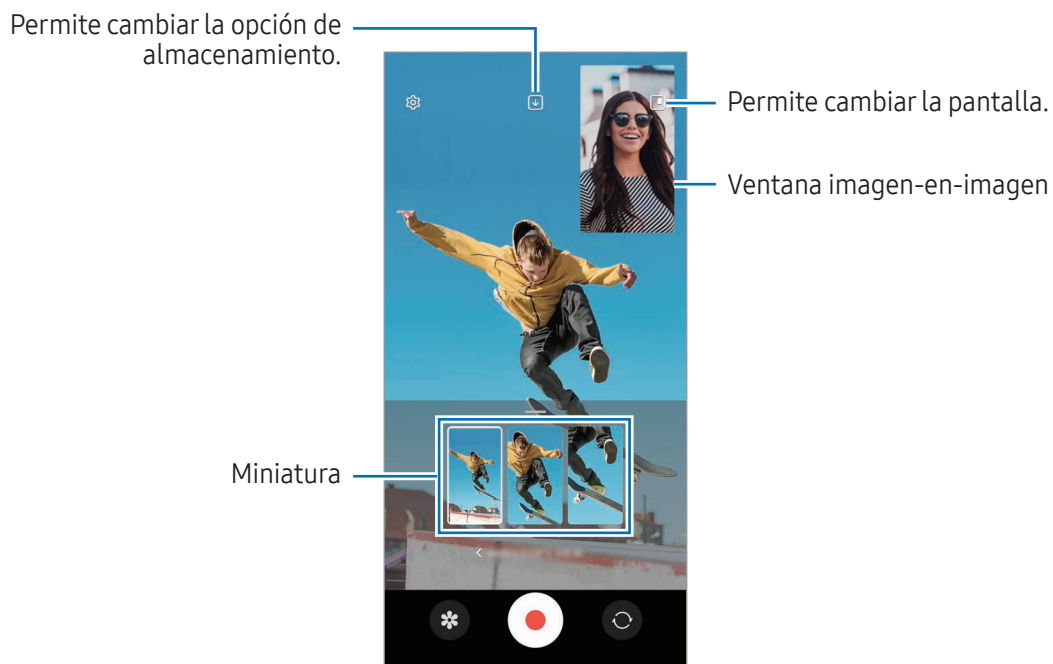 Permite cambiar la opción de
almacenamiento.
Permite cambiar la pantalla.
Ventana imagen-en-imagen
Miniatura